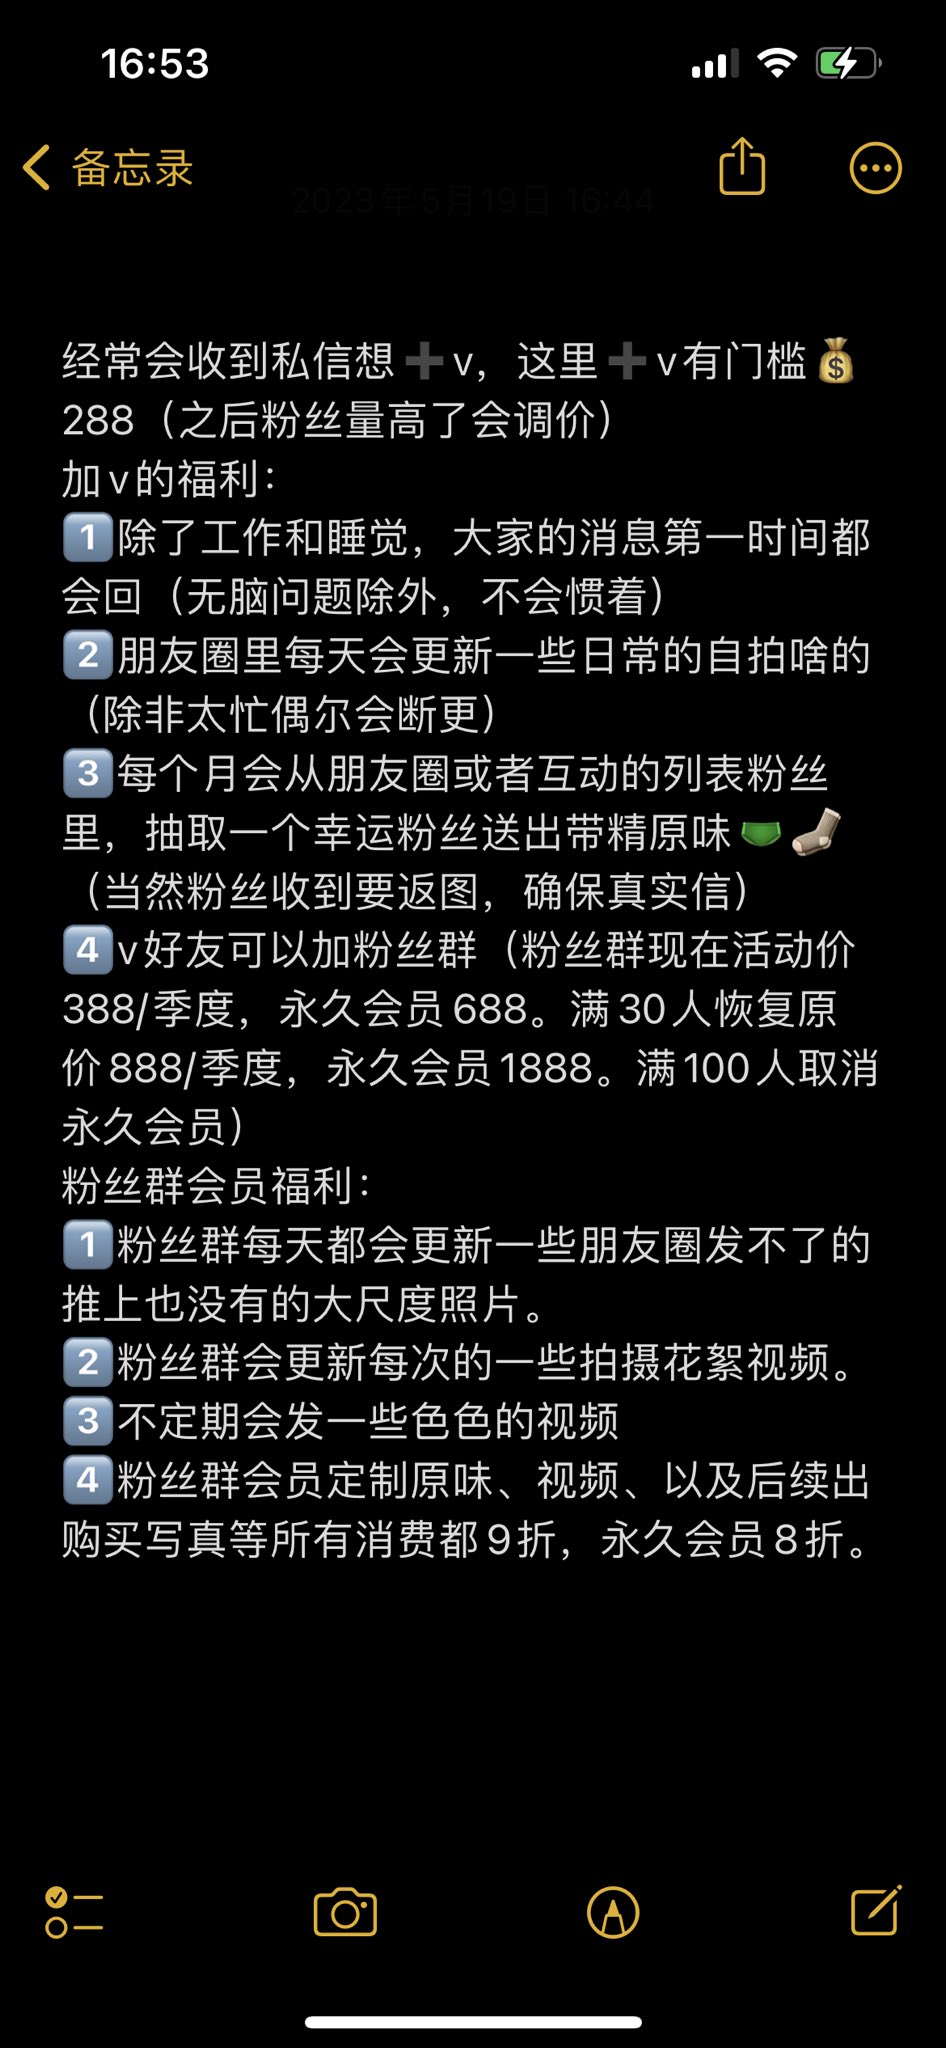 16:53
备忘录
2023年5月19日 16:44
经常会收到私信想➕v，这里➕v有门槛💰
288（之后粉丝量高了会调价）
加v的福利：
1️⃣除了工作和睡觉，大家的消息第一时间都
会回（无脑问题除外，不会惯着）
2️⃣朋友圈里每天会更新一些日常的自拍啥的
（除非太忙偶尔会断更）
3️⃣每个月会从朋友圈或者互动的列表粉丝
里，抽取一个幸运粉丝送出带精原味🩲🧦
（当然粉丝收到要返图，确保真实信）
4️⃣v好友可以加粉丝群（粉丝群现在活动价
388/季度，永久会员688。满30人恢复原
价888/季度，永久会员1888。满100人取消
永久会员）
粉丝群会员福利：
1️⃣粉丝群每天都会更新一些朋友圈发不了的
推上也没有的大尺度照片。
2️⃣粉丝群会更新每次的一些拍摄花絮视频。
3️⃣不定期会发一些色色的视频
4️⃣粉丝群会员定制原味、视频、以及后续出
购买写真等所有消费都9折，永久会员8折。